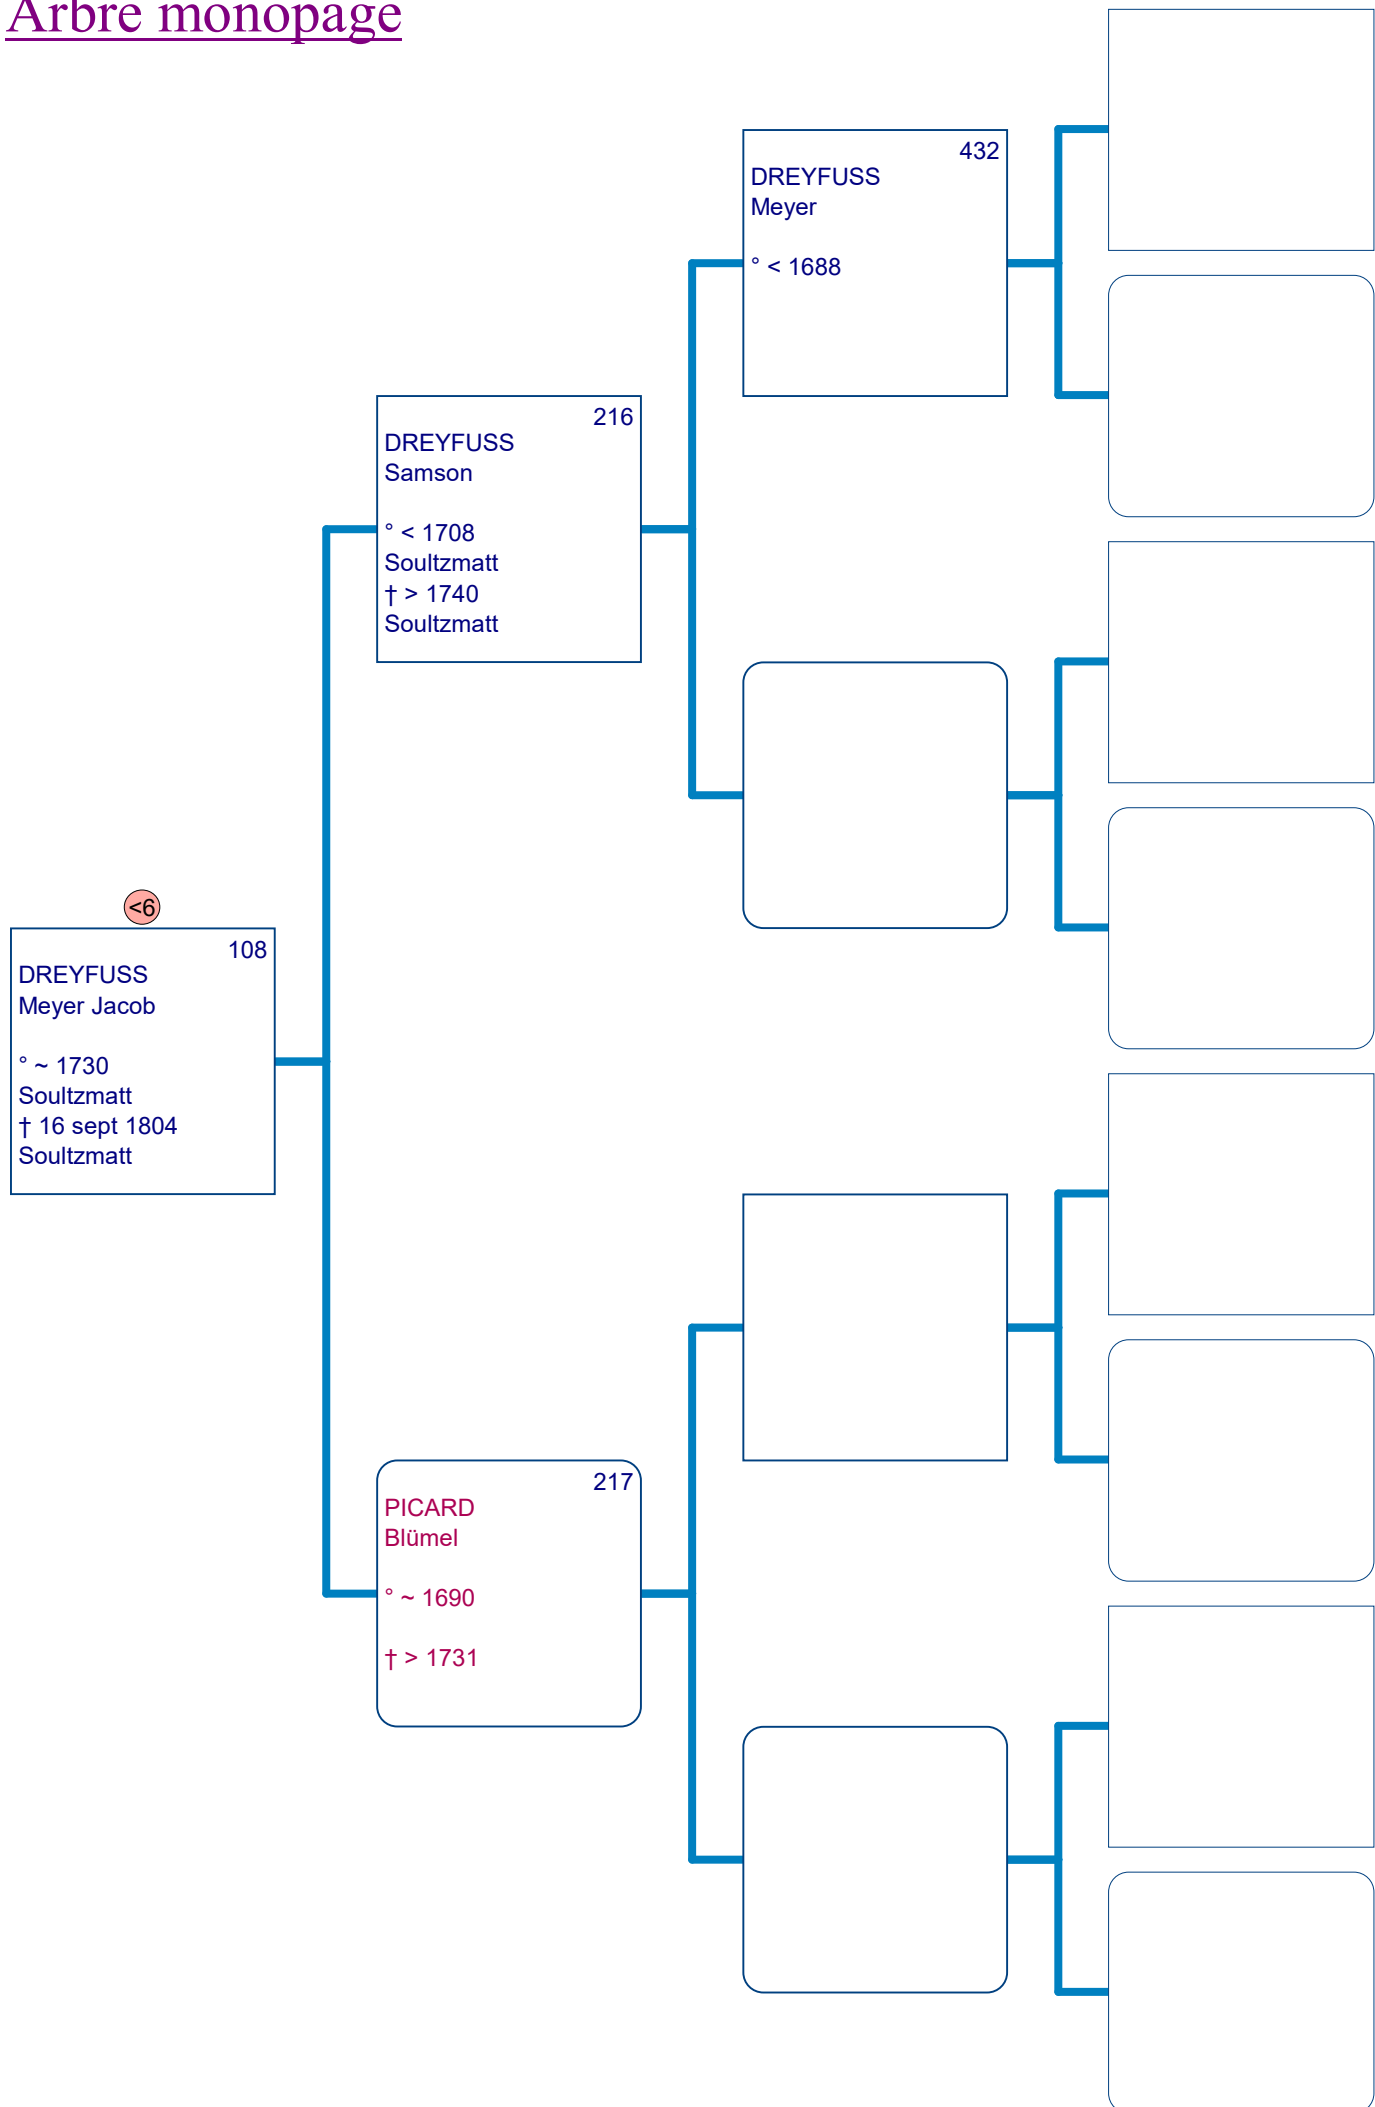 Arbre monopage
432
DREYFUSS
Meyer
° < 1688
216
DREYFUSS
Samson
° < 1708
Soultzmatt
† > 1740
Soultzmatt
<6
108
DREYFUSS
Meyer Jacob
° ~ 1730
Soultzmatt
† 16 sept 1804
Soultzmatt
217
PICARD
Blümel
° ~ 1690
† > 1731